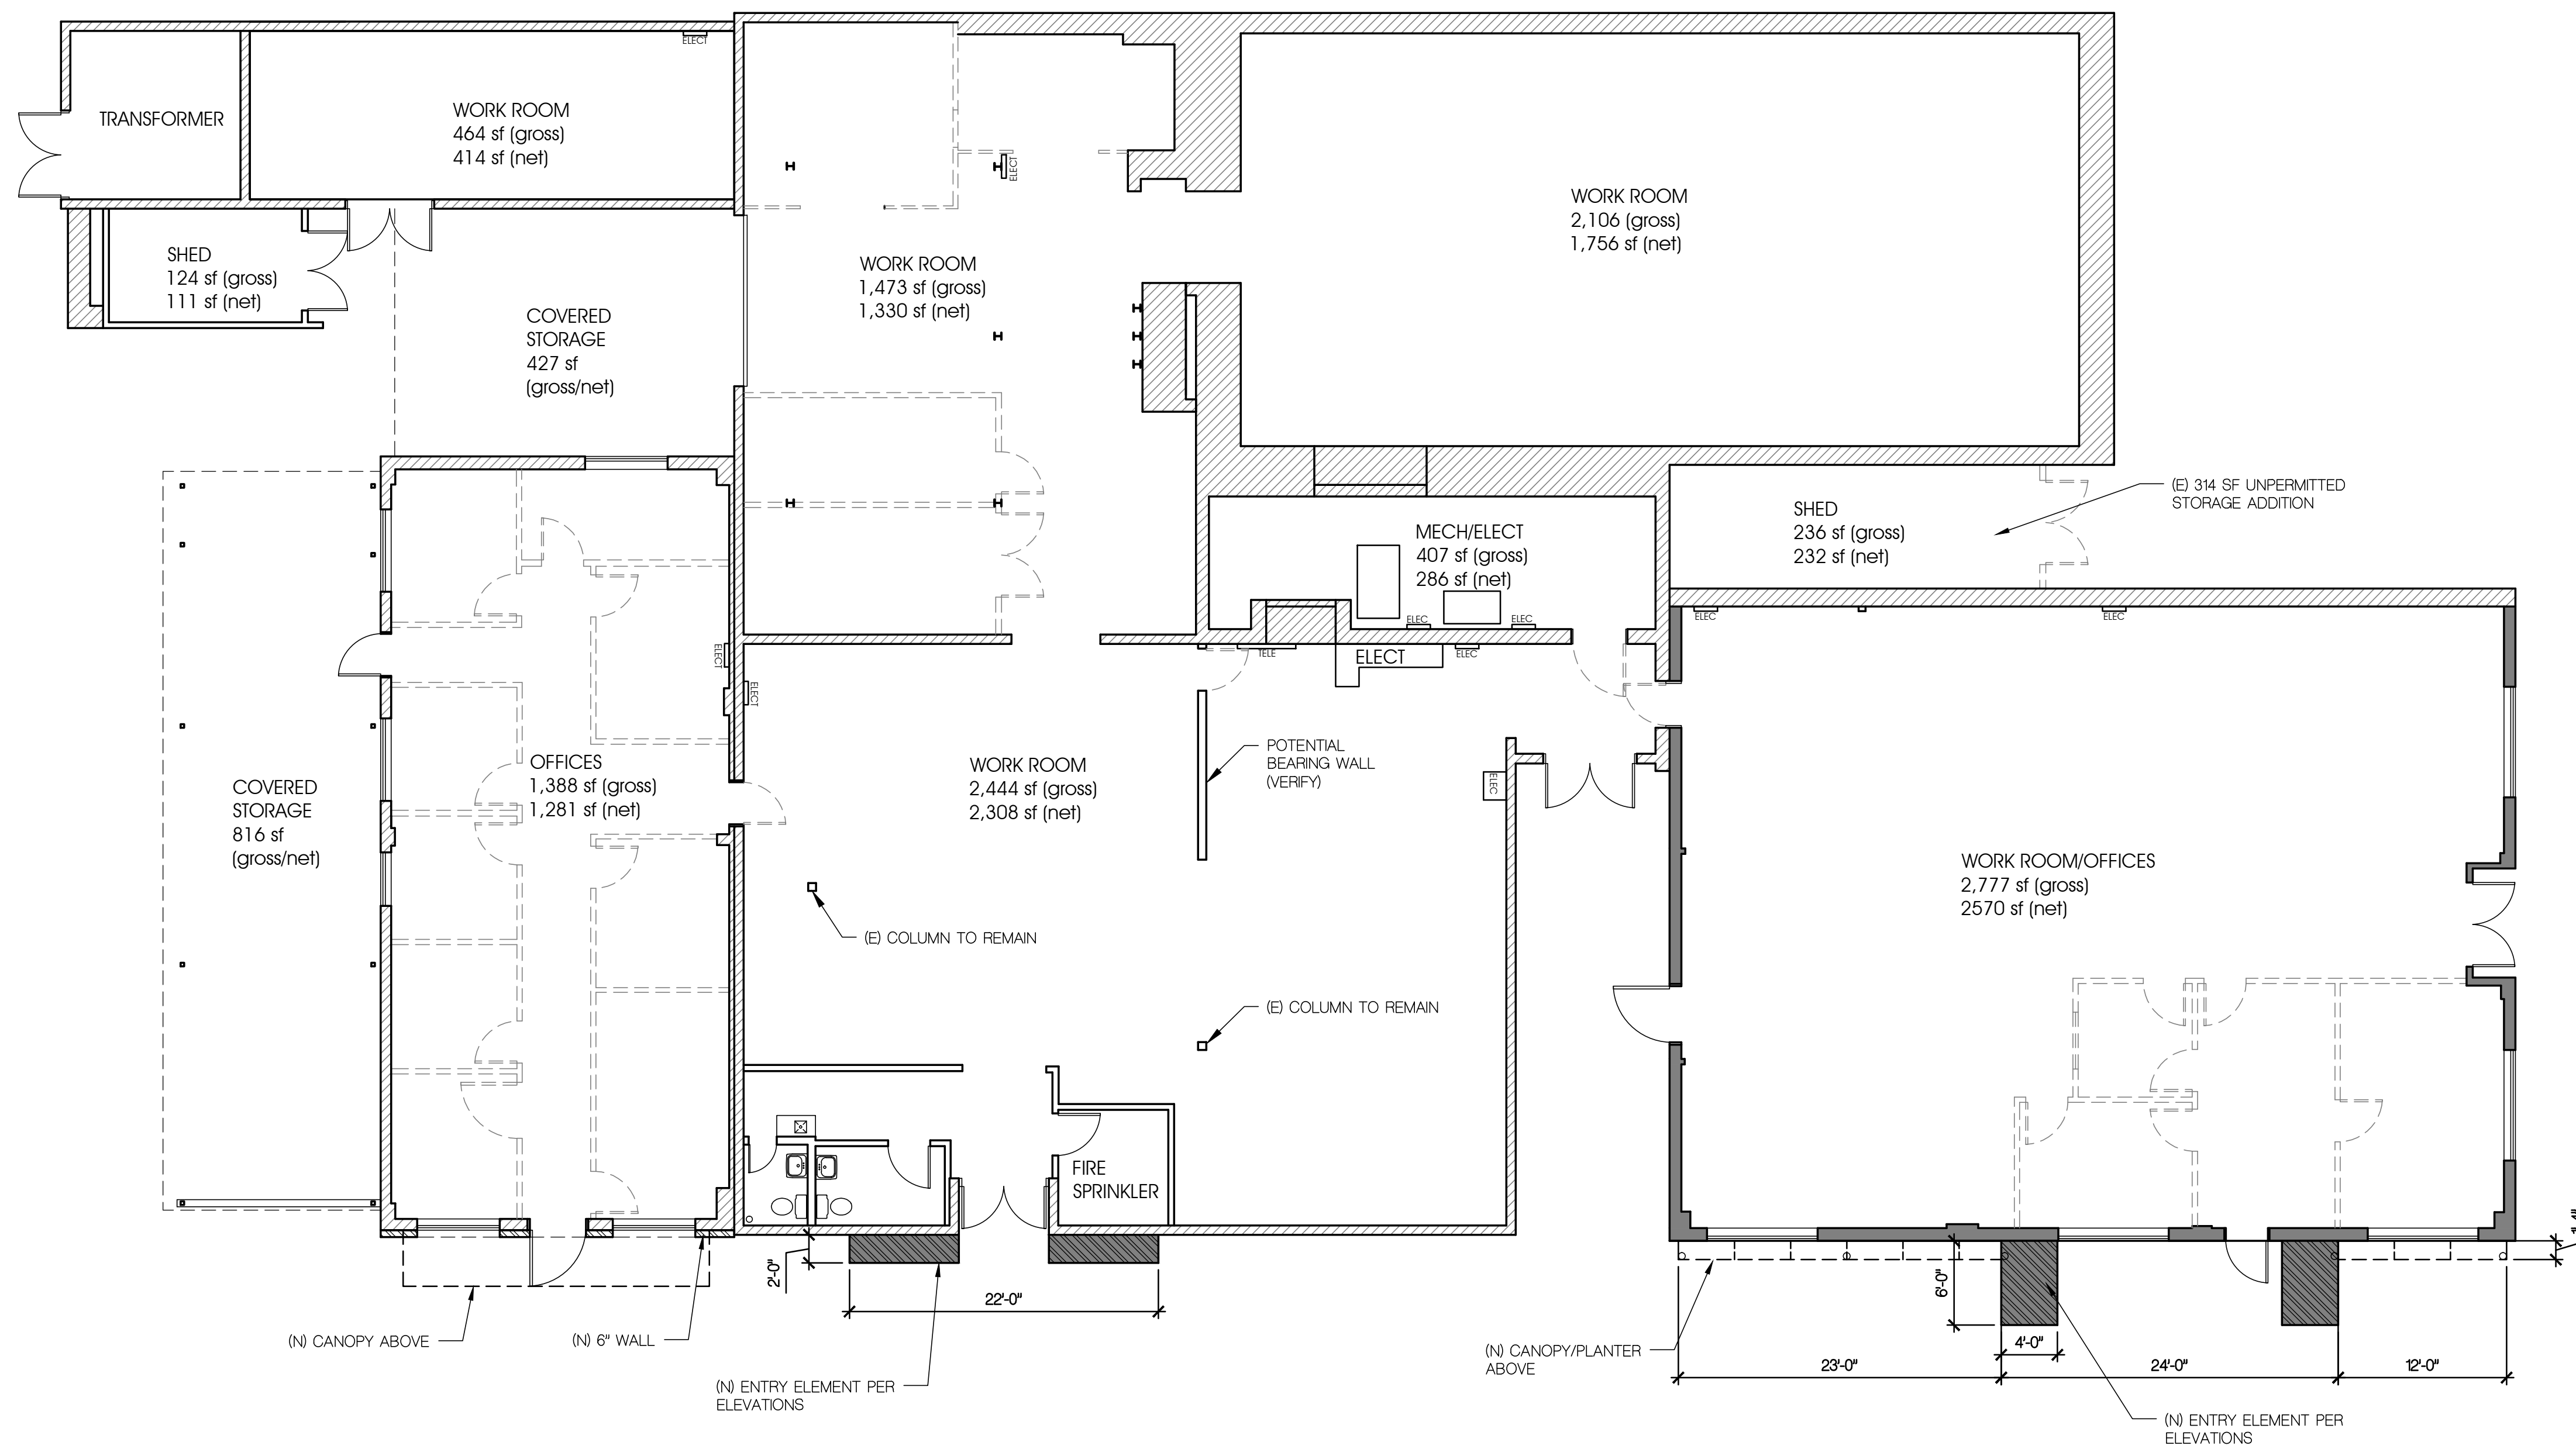 ELECT
TRANSFORMER
WORK ROOM
464 sf (gross)
414 sf (net)
ELECT
WORK ROOM
2,106 (gross)
1,756 sf (net)
SHED
124 sf (gross)
111 sf (net)
WORK ROOM
1,473 sf (gross)
1,330 sf (net)
COVERED
STORAGE
427 sf
(gross/net)
(E) 314 SF UNPERMITTED
STORAGE ADDITION
SHED
236 sf (gross)
232 sf (net)
MECH/ELECT
407 sf (gross)
286 sf (net)
ELEC
ELEC
ELEC
ELEC
ELECT
TELE
ELECT
ELEC
ELECT
OFFICES
1,388 sf (gross)
1,281 sf (net)
WORK ROOM
2,444 sf (gross)
2,308 sf (net)
POTENTIAL
BEARING WALL
(VERIFY)
ELEC
COVERED
STORAGE
816 sf
(gross/net)
WORK ROOM/OFFICES
2,777 sf (gross)
2570 sf (net)
(E) COLUMN TO REMAIN
(E) COLUMN TO REMAIN
FIRE
SPRINKLER
2'-0"
22'-0"
6'-0"
1'-4"
4'-0"
23'-0"
24'-0"
12'-0"
(N) CANOPY ABOVE
(N) 6" WALL
(N) CANOPY/PLANTER
ABOVE
(N) ENTRY ELEMENT PER
ELEVATIONS
(N) ENTRY ELEMENT PER
ELEVATIONS